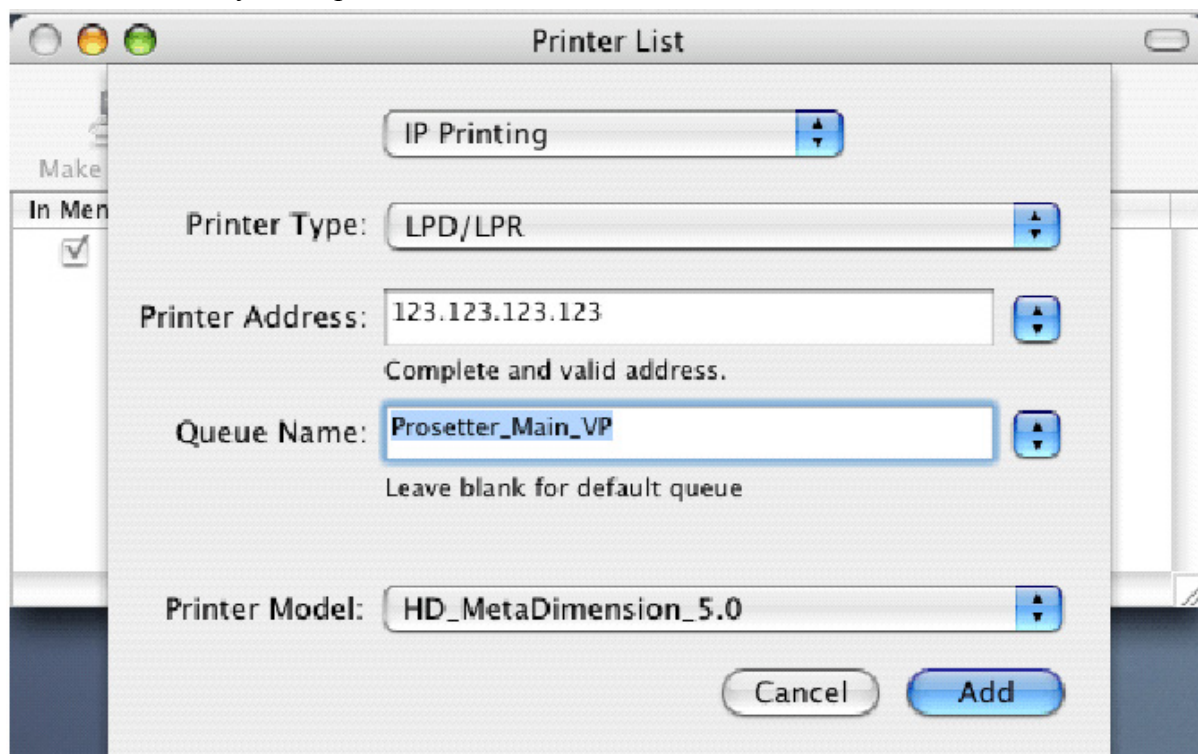 Printer List
IP Printing
Make
In Men
Printer Type: LPD/LPR
Printer Address: 123.123.123.123
Complete and valid address.
Queue Name: Prosetter_Main_VP
Leave blank for default queue
Printer Model: HD_MetaDimension_5.0
Cancel Add